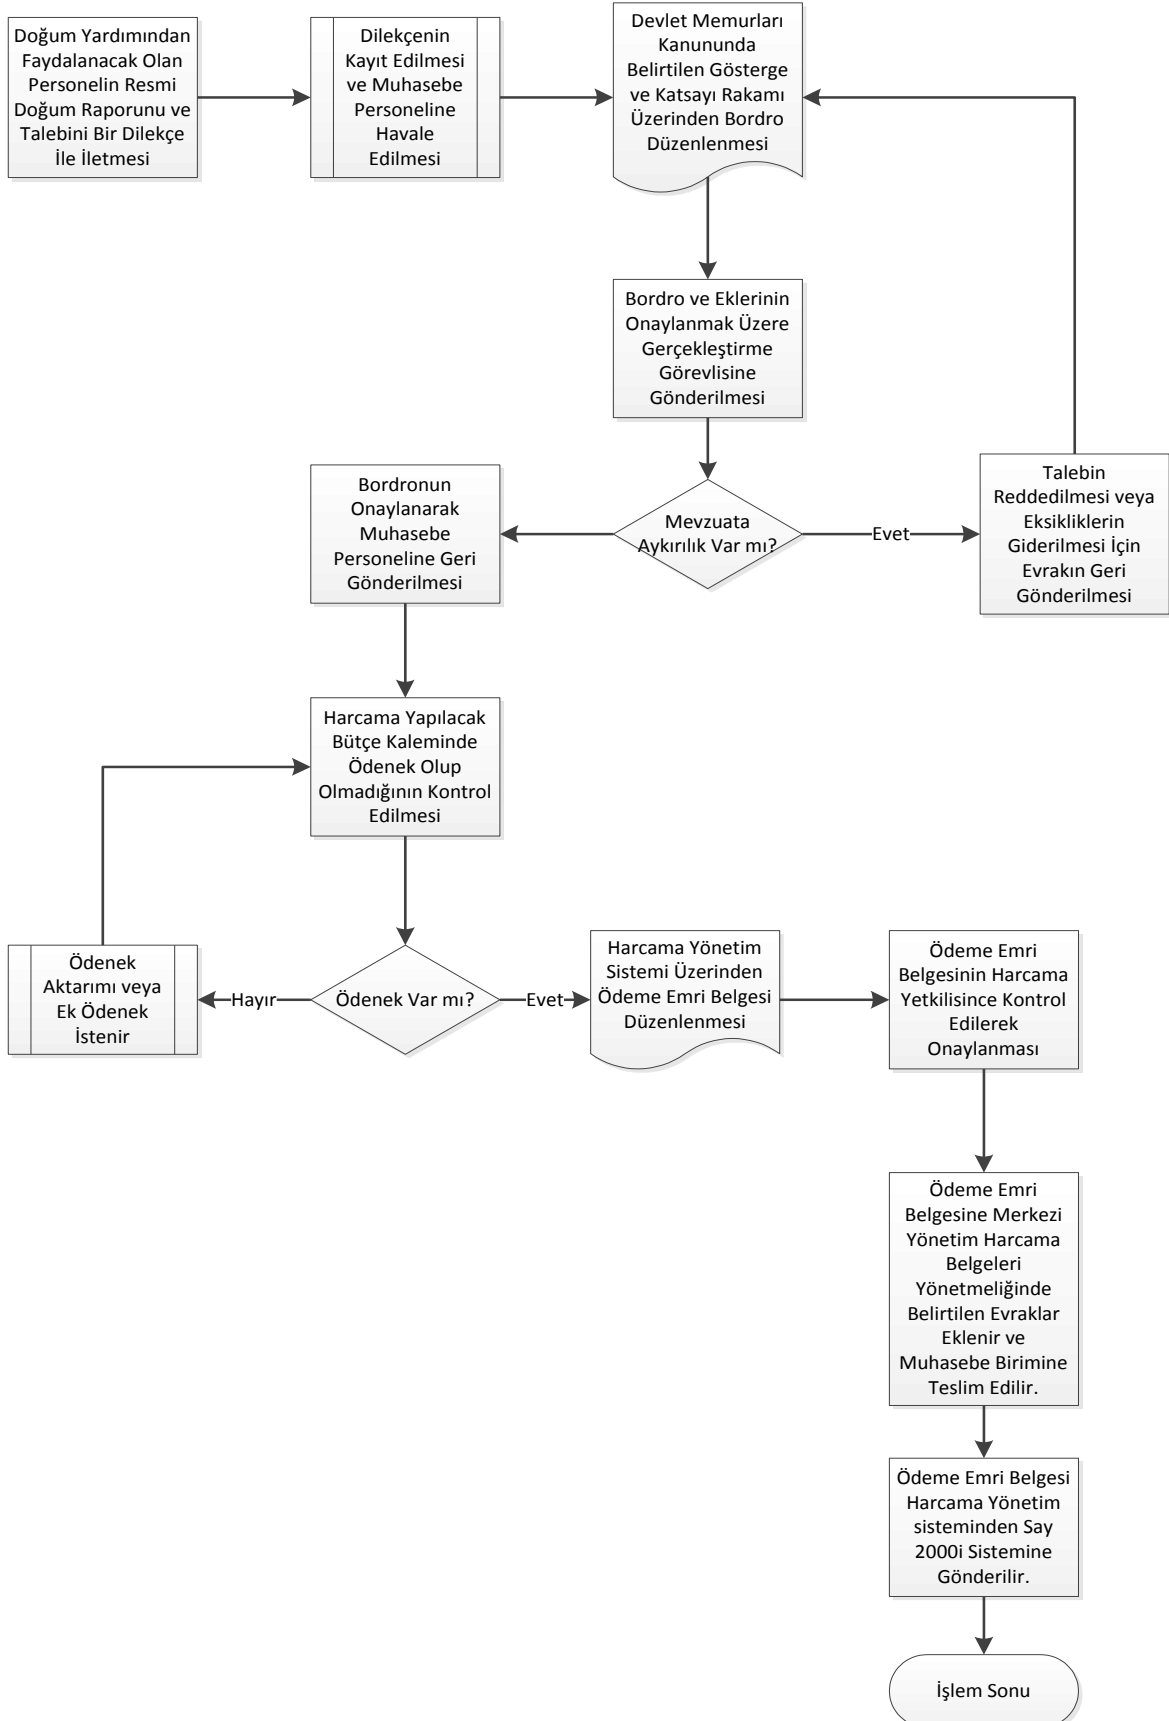 Doğum Yardımından
Faydalanacak Olan
Personelin Resmi
Doğum Raporunu ve
Talebini Bir Dilekçe
İle İletmesi
Dilekçenin
Kayıt Edilmesi
ve Muhasebe
Personeline
Havale
Edilmesi
Devlet Memurları
Kanununda
Belirtilen Gösterge
ve Katsayı Rakamı
Üzerinden Bordro
Düzenlenmesi
Bordro ve Eklerinin
Onaylanmak Üzere
Gerçekleştirme
Görevlisine
Gönderilmesi
Bordronun
Onaylanarak
Muhasebe
Personeline Geri
Gönderilmesi
Mevzuata
Aykırılık Var mı?
Evet
Talebin
Reddedilmesi veya
Eksikliklerin
Giderilmesi İçin
Evrakın Geri
Gönderilmesi
Harcama Yapılacak
Bütçe Kaleminde
Ödenek Olup
Olmadığının Kontrol
Edilmesi
Ödenek
Aktarımı veya
Ek Ödenek
İstenir
Hayır
Ödenek Var mı?
Evet
Harcama Yönetim
Sistemi Üzerinden
Ödeme Emri Belgesi
Düzenlenmesi
Ödeme Emri
Belgesinin Harcama
Yetkilisince Kontrol
Edilerek
Onaylanması
Ödeme Emri
Belgesine Merkezi
Yönetim Harcama
Belgeleri
Yönetmeliğinde
Belirtilen Evraklar
Eklenir ve
Muhasebe Birimine
Teslim Edilir.
Ödeme Emri Belgesi
Harcama Yönetim
sisteminden Say
2000i Sistemine
Gönderilir.
İşlem Sonu